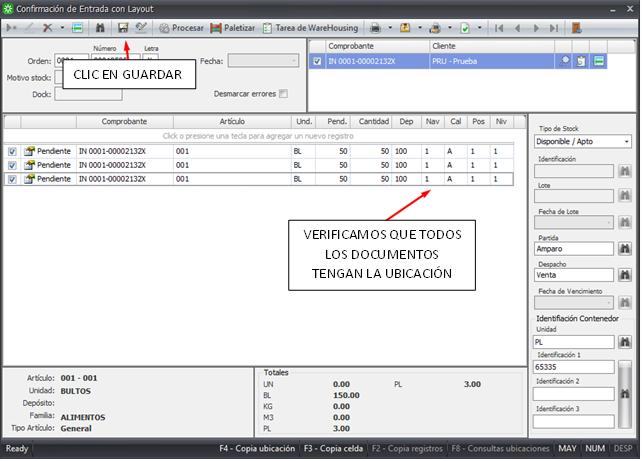 Confirmación de Entrada con Layout
Procesar Paletizar Tarea de WareHousing
Número Letra
Orden: Fecha:
Motivo stock:
Dock: Desmarcar errores
CLIC EN GUARDAR
Comprobante Cliente
IN 0001-00002132X PRU - Prueba
Comprobante Artículo Und. Pend. Cantidad Dep Nav Cal Pos Niv
Click o presione una tecla para agregar un nuevo registro
Pendiente IN 0001-00002132X 001 BL 50 50 100 1 A 1 1
Pendiente IN 0001-00002132X 001 BL 50 50 100 1 A 1 1
Pendiente IN 0001-00002132X 001 BL 50 50 100 1 A 1 1
VERIFICAMOS QUE TODOS
LOS DOCUMENTOS
TENGAN LA UBICACIÓN
Tipo de Stock
Disponible / Apto
Identificación
Lote
Fecha de Lote
Partida
Amparo
Despacho
Venta
Fecha de Vencimiento
Identifiación Contenedor
Unidad
PL
Identificación 1
65335
Identificación 2
Identificación 3
Artículo: 001 - 001
Unidad: BULTOS
Depósito:
Familia: ALIMENTOS
Tipo Artículo: General
Totales
UN 0.00 PL 3.00
BL 150.00
KG 0.00
M3 0.00
PL 3.00
Ready F4 - Copia ubicación F3 - Copia celda F2 - Copia registros F8 - Consultas ubicaciones MAY NUM DESP